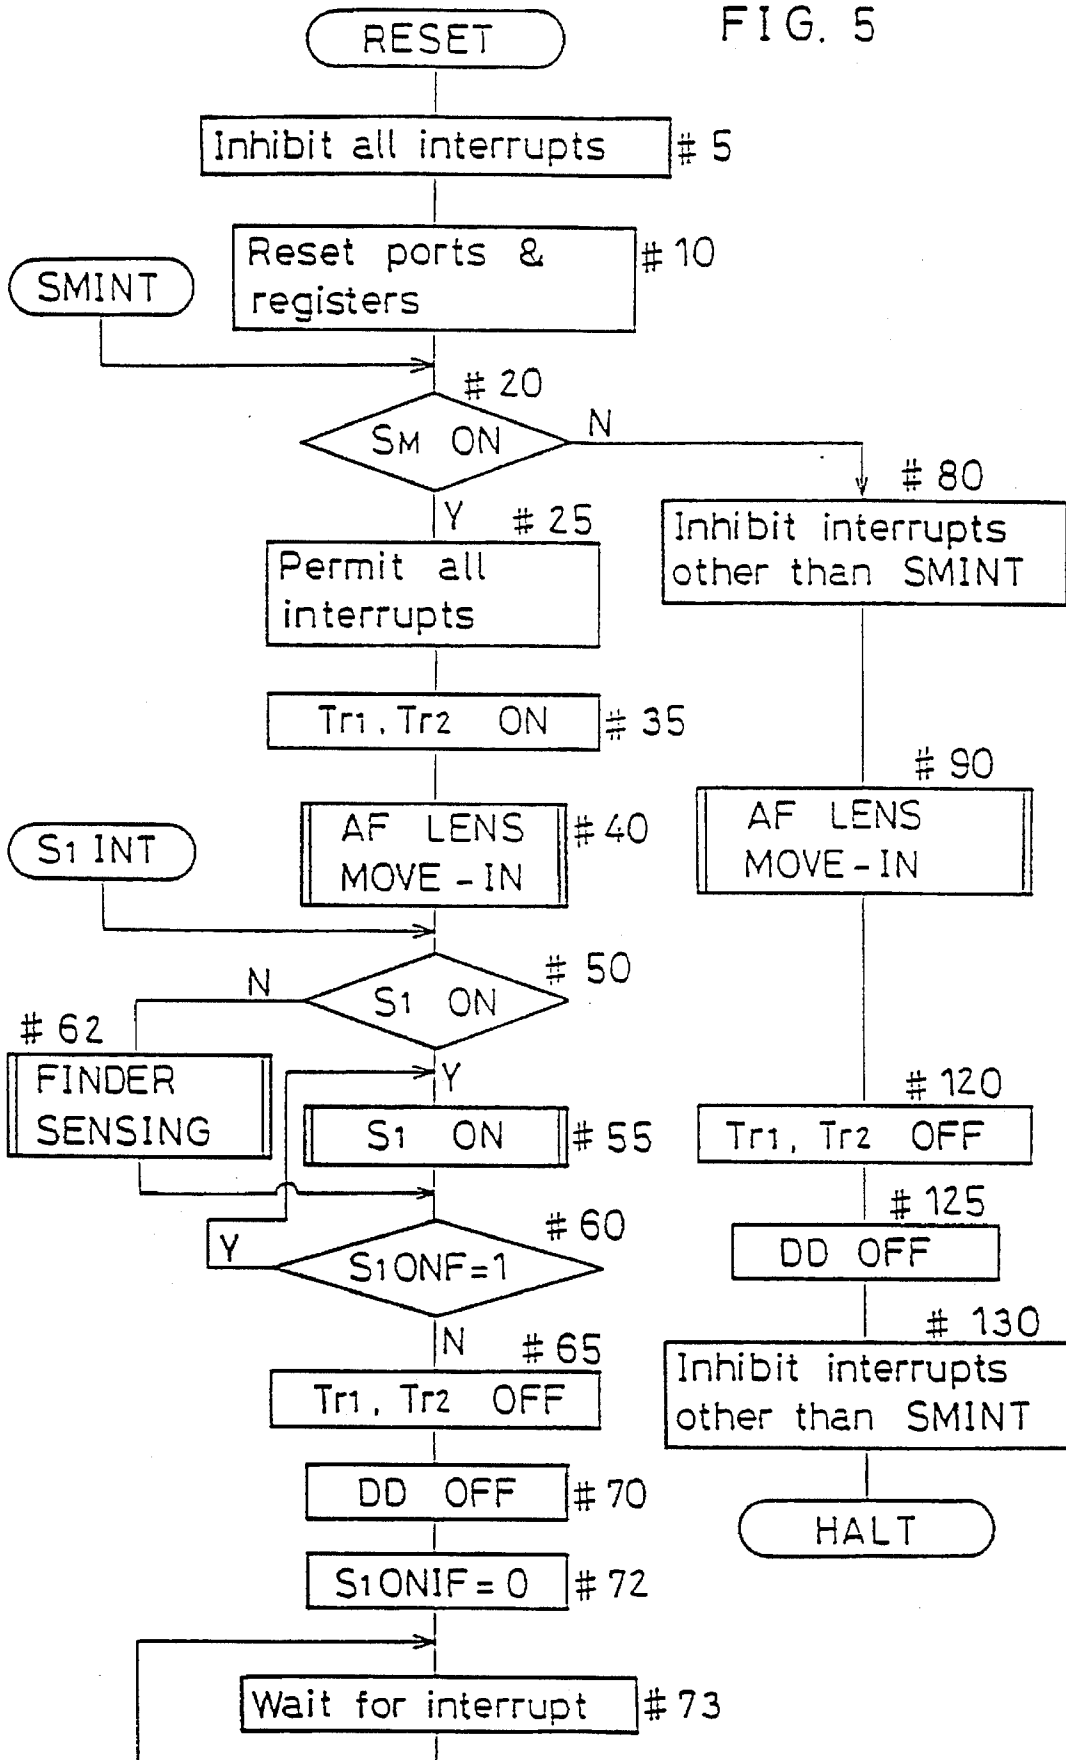 FIG. 5
RESET
Inhibit all interrupts
# 5
Reset ports &
registers
# 10
SMINT
# 20
SM ON
N
Y
# 25
Permit all
interrupts
Tr1, Tr2 ON
# 35
AF LENS
MOVE-IN
# 40
S1 INT
# 50
S1 ON
N
Y
# 62
FINDER
SENSING
S1 ON
# 55
# 60
S1ONF=1
Y
N
# 65
Tr1, Tr2 OFF
DD OFF
# 70
S1ONIF=0
# 72
Wait for interrupt
# 73
# 80
Inhibit interrupts
other than SMINT
# 90
AF LENS
MOVE-IN
# 120
Tr1, Tr2 OFF
# 125
DD OFF
# 130
Inhibit interrupts
other than SMINT
HALT